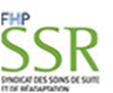 FHP
SSR
SYNDICAT DES SOINS DE SUITE
ET DE RÉADAPTATION